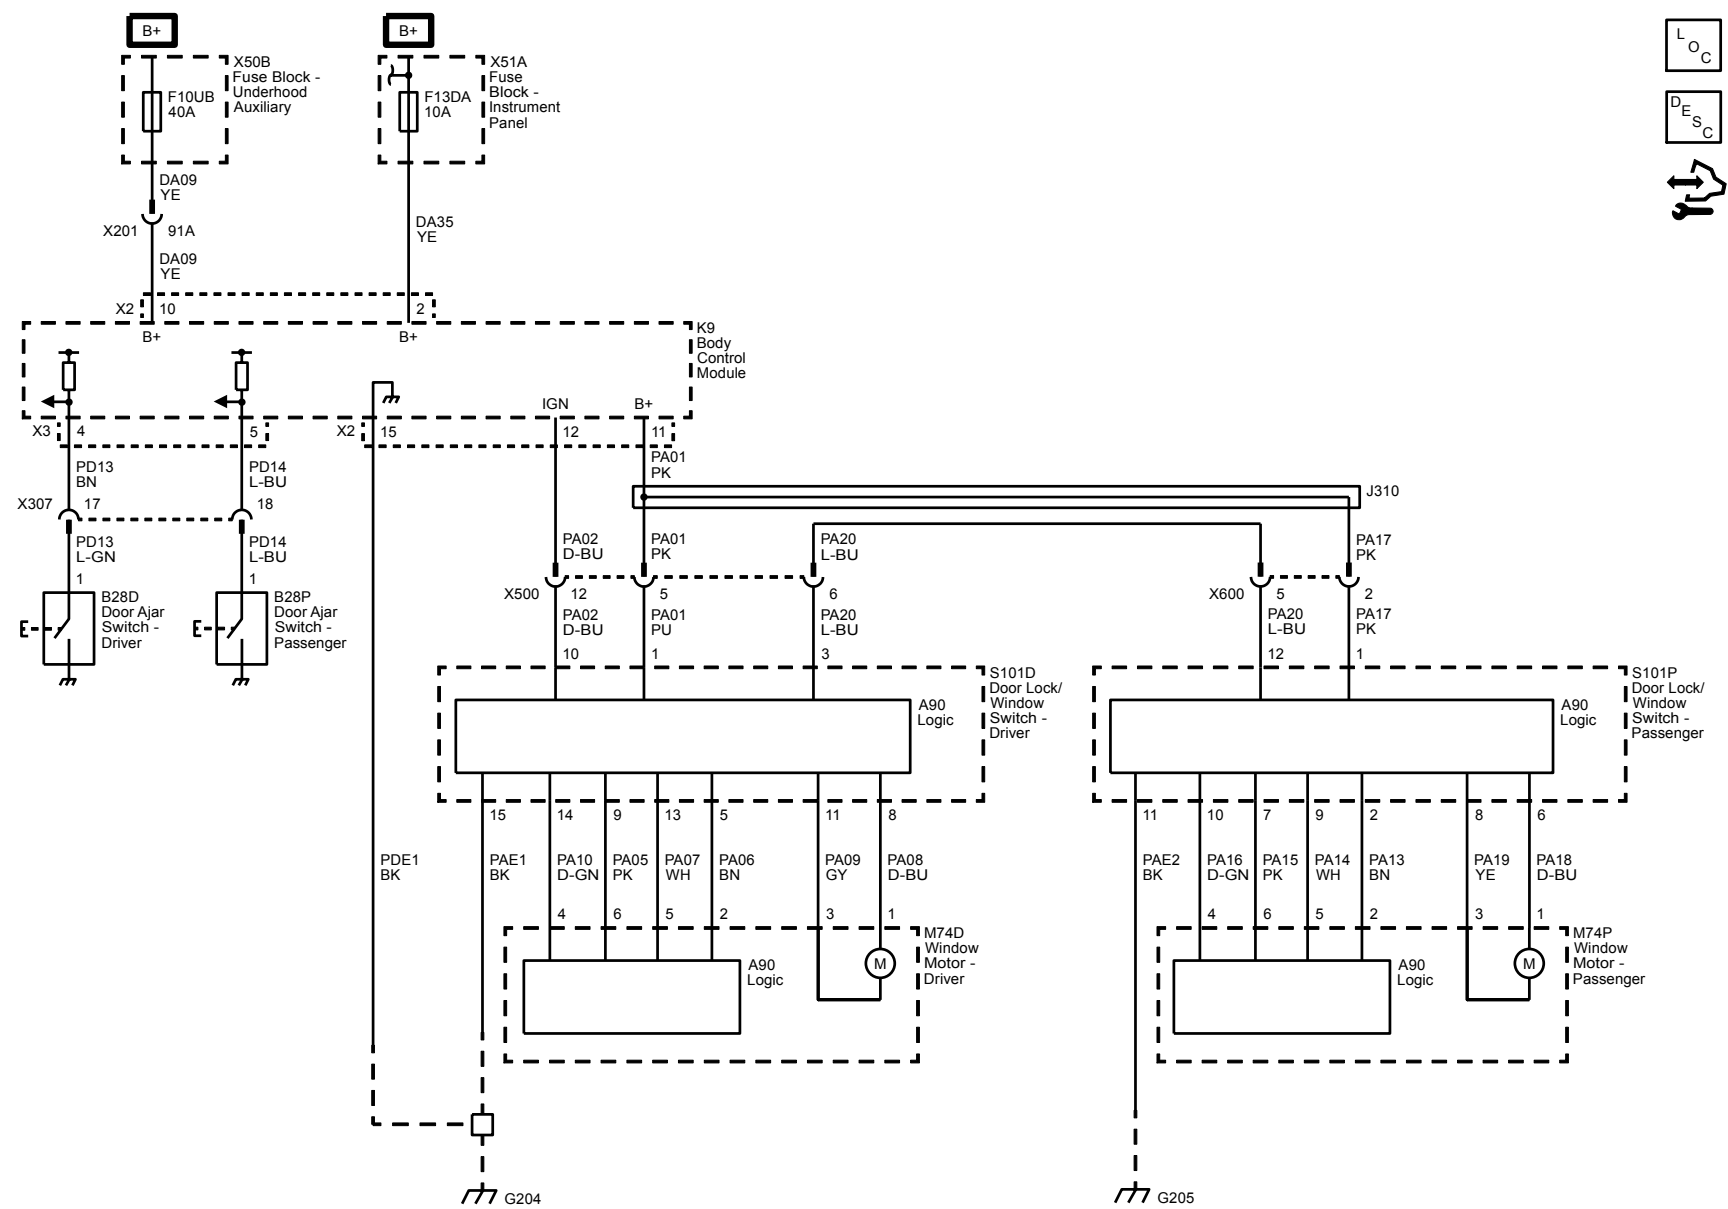 B+
B+
L
O
C
D
E
S
C
X50B
Fuse Block -
Underhood
Auxiliary
F10UB
40A
X51A
Fuse
Block -
Instrument
Panel
F13DA
10A
DA09
YE
X201
91A
DA09
YE
DA35
YE
X2
10
2
B+
B+
K9
Body
Control
Module
IGN
B+
X3
4
5
X2
15
12
11
PD13
BN
PD14
L-BU
PA01
PK
X307
17
18
J310
PD13
L-GN
PD14
L-BU
PA02
D-BU
PA01
PK
PA20
L-BU
PA17
PK
1
1
X500
12
5
6
X600
5
2
B28D
Door Ajar
Switch -
Driver
B28P
Door Ajar
Switch -
Passenger
PA02
D-BU
PA01
PU
PA20
L-BU
PA20
L-BU
PA17
PK
10
1
3
12
1
S101D
Door Lock/
Window
Switch -
Driver
S101P
Door Lock/
Window
Switch -
Passenger
A90
Logic
A90
Logic
15
14
9
13
5
11
8
11
10
7
9
2
8
6
PDE1
BK
PAE1
BK
PA10
D-GN
PA05
PK
PA07
WH
PA06
BN
PA09
GY
PA08
D-BU
PAE2
BK
PA16
D-GN
PA15
PK
PA14
WH
PA13
BN
PA19
YE
PA18
D-BU
4
6
5
2
3
1
4
6
5
2
3
1
M74D
Window
Motor -
Driver
M74P
Window
Motor -
Passenger
A90
Logic
M
A90
Logic
M
G204
G205